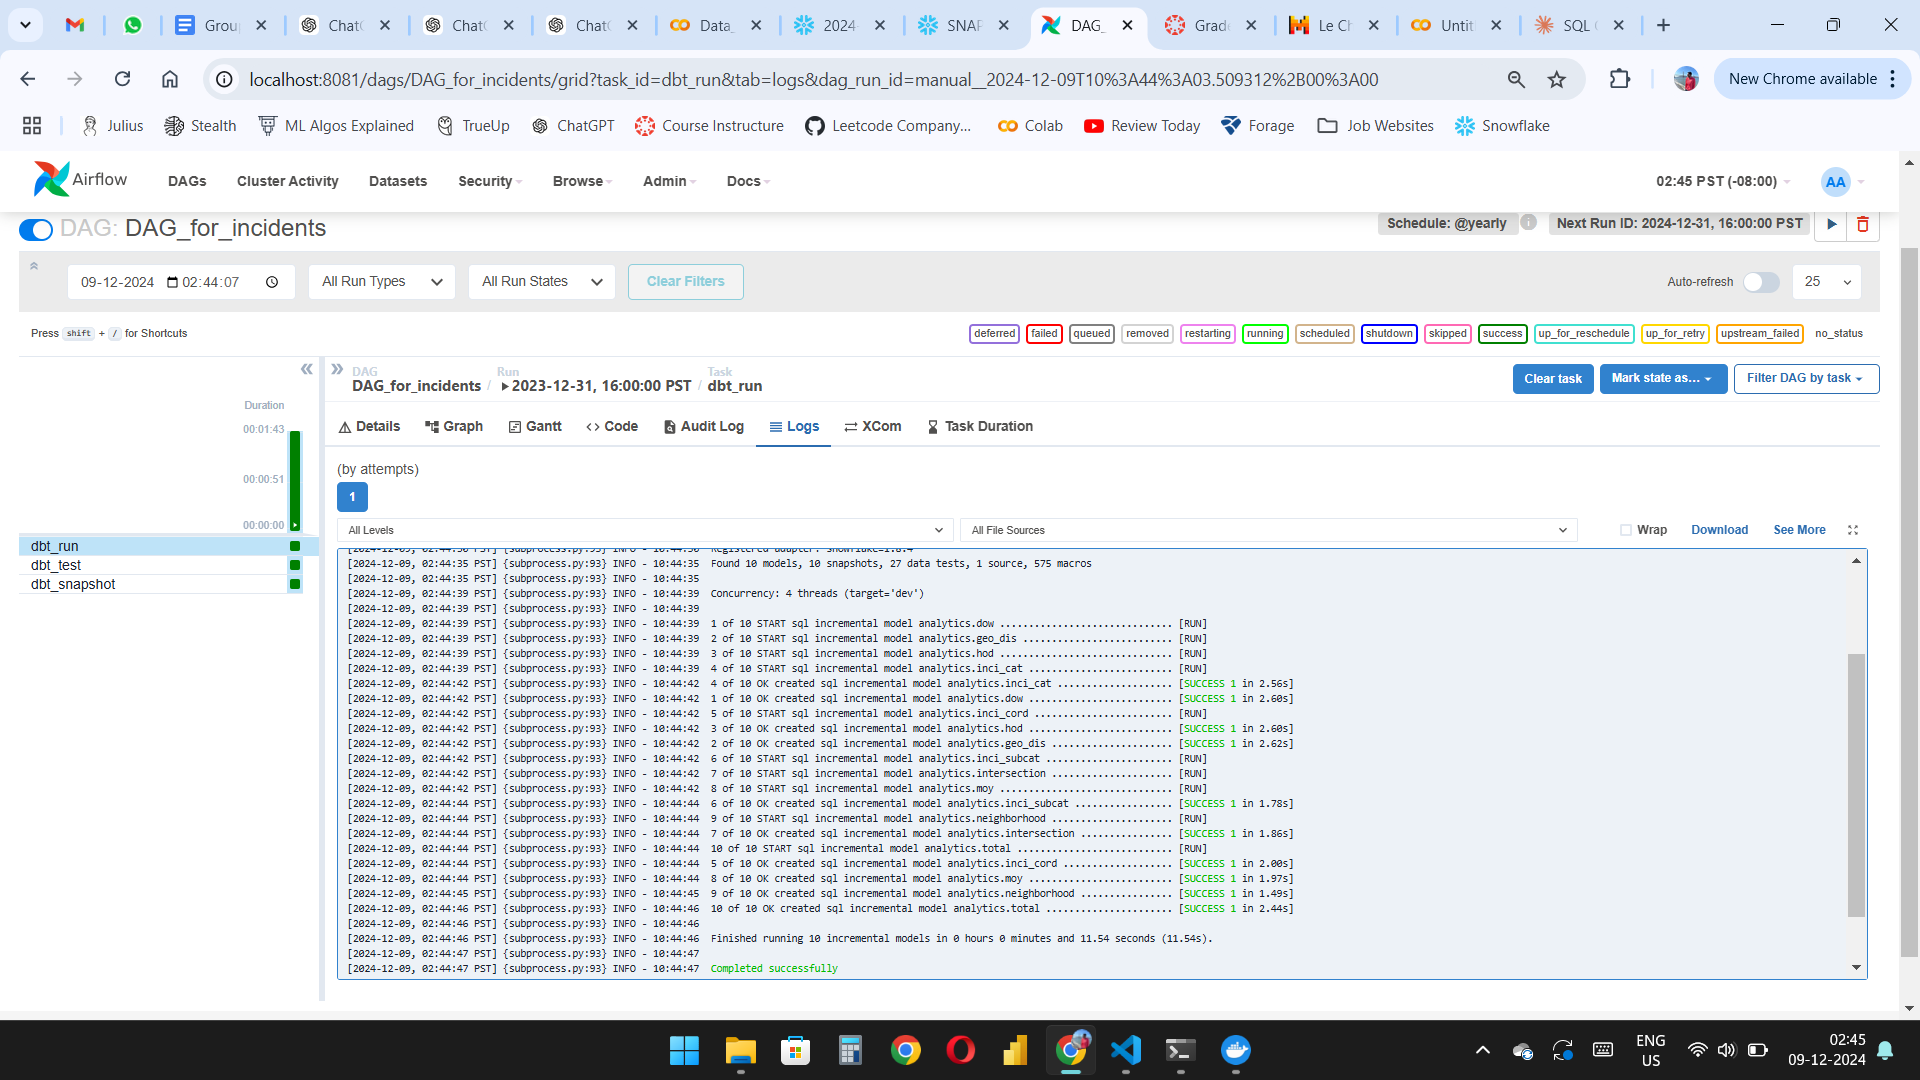 Grou
ChatG
ChatG
ChatG
Data_
2024-
SNAP
DAG_
Grade
Le Ch
Untit
SQL
localhost:8081/dags/DAG_for_incidents/grid?task_id=dbt_run&tab=logs&dag_run_id=manual__2024-12-09T10%3A44%3A03.509312%2B00%3A00
New Chrome available
Julius
Stealth
ML Algos Explained
TrueUp
ChatGPT
Course Instructure
Leetcode Company...
Colab
Review Today
Forage
Job Websites
Snowflake
Airflow
DAGs
Cluster Activity
Datasets
Security
Browse
Admin
Docs
02:45 PST (-08:00)
AA
DAG: DAG_for_incidents
Schedule: @yearly
Next Run ID: 2024-12-31, 16:00:00 PST
09-12-2024 02:44:07
All Run Types
All Run States
Clear Filters
Auto-refresh
25
Press shift + / for Shortcuts
deferred
failed
queued
removed
restarting
running
scheduled
shutdown
skipped
success
up_for_reschedule
up_for_retry
upstream_failed
no_status
DAG
DAG_for_incidents
/
Run
2023-12-31, 16:00:00 PST
/
Task
dbt_run
Clear task
Mark state as...
Filter DAG by task
Duration
00:01:43
00:00:51
00:00:00
dbt_run
dbt_test
dbt_snapshot
Details
Graph
Gantt
Code
Audit Log
Logs
XCom
Task Duration
(by attempts)
1
All Levels
All File Sources
Wrap
Download
See More
[2024-12-09, 02:44:30 PST] {subprocess.py:93} INFO - 10:44:30 Registered adapter: snowflake=1.8.4
[2024-12-09, 02:44:35 PST] {subprocess.py:93} INFO - 10:44:35 Found 10 models, 10 snapshots, 27 data tests, 1 source, 575 macros
[2024-12-09, 02:44:35 PST] {subprocess.py:93} INFO - 10:44:35
[2024-12-09, 02:44:39 PST] {subprocess.py:93} INFO - 10:44:39 Concurrency: 4 threads (target='dev')
[2024-12-09, 02:44:39 PST] {subprocess.py:93} INFO - 10:44:39
[2024-12-09, 02:44:39 PST] {subprocess.py:93} INFO - 10:44:39 1 of 10 START sql incremental model analytics.dow .............................. [RUN]
[2024-12-09, 02:44:39 PST] {subprocess.py:93} INFO - 10:44:39 2 of 10 START sql incremental model analytics.geo_dis .......................... [RUN]
[2024-12-09, 02:44:39 PST] {subprocess.py:93} INFO - 10:44:39 3 of 10 START sql incremental model analytics.hod .............................. [RUN]
[2024-12-09, 02:44:39 PST] {subprocess.py:93} INFO - 10:44:39 4 of 10 START sql incremental model analytics.inci_cat ......................... [RUN]
[2024-12-09, 02:44:42 PST] {subprocess.py:93} INFO - 10:44:42 4 of 10 OK created sql incremental model analytics.inci_cat .................... [SUCCESS 1 in 2.56s]
[2024-12-09, 02:44:42 PST] {subprocess.py:93} INFO - 10:44:42 1 of 10 OK created sql incremental model analytics.dow ......................... [SUCCESS 1 in 2.60s]
[2024-12-09, 02:44:42 PST] {subprocess.py:93} INFO - 10:44:42 5 of 10 START sql incremental model analytics.inci_cord ........................ [RUN]
[2024-12-09, 02:44:42 PST] {subprocess.py:93} INFO - 10:44:42 3 of 10 OK created sql incremental model analytics.hod ......................... [SUCCESS 1 in 2.60s]
[2024-12-09, 02:44:42 PST] {subprocess.py:93} INFO - 10:44:42 2 of 10 OK created sql incremental model analytics.geo_dis ..................... [SUCCESS 1 in 2.62s]
[2024-12-09, 02:44:42 PST] {subprocess.py:93} INFO - 10:44:42 6 of 10 START sql incremental model analytics.inci_subcat ...................... [RUN]
[2024-12-09, 02:44:42 PST] {subprocess.py:93} INFO - 10:44:42 7 of 10 START sql incremental model analytics.intersection ..................... [RUN]
[2024-12-09, 02:44:42 PST] {subprocess.py:93} INFO - 10:44:42 8 of 10 START sql incremental model analytics.moy .............................. [RUN]
[2024-12-09, 02:44:44 PST] {subprocess.py:93} INFO - 10:44:44 6 of 10 OK created sql incremental model analytics.inci_subcat ................. [SUCCESS 1 in 1.78s]
[2024-12-09, 02:44:44 PST] {subprocess.py:93} INFO - 10:44:44 9 of 10 START sql incremental model analytics.neighborhood ..................... [RUN]
[2024-12-09, 02:44:44 PST] {subprocess.py:93} INFO - 10:44:44 7 of 10 OK created sql incremental model analytics.intersection ................ [SUCCESS 1 in 1.86s]
[2024-12-09, 02:44:44 PST] {subprocess.py:93} INFO - 10:44:44 10 of 10 START sql incremental model analytics.total ........................... [RUN]
[2024-12-09, 02:44:44 PST] {subprocess.py:93} INFO - 10:44:44 5 of 10 OK created sql incremental model analytics.inci_cord ................... [SUCCESS 1 in 2.00s]
[2024-12-09, 02:44:44 PST] {subprocess.py:93} INFO - 10:44:44 8 of 10 OK created sql incremental model analytics.moy ......................... [SUCCESS 1 in 1.97s]
[2024-12-09, 02:44:45 PST] {subprocess.py:93} INFO - 10:44:45 9 of 10 OK created sql incremental model analytics.neighborhood ................ [SUCCESS 1 in 1.49s]
[2024-12-09, 02:44:46 PST] {subprocess.py:93} INFO - 10:44:46 10 of 10 OK created sql incremental model analytics.total ...................... [SUCCESS 1 in 2.44s]
[2024-12-09, 02:44:46 PST] {subprocess.py:93} INFO - 10:44:46
[2024-12-09, 02:44:46 PST] {subprocess.py:93} INFO - 10:44:46 Finished running 10 incremental models in 0 hours 0 minutes and 11.54 seconds (11.54s).
[2024-12-09, 02:44:47 PST] {subprocess.py:93} INFO - 10:44:47
[2024-12-09, 02:44:47 PST] {subprocess.py:93} INFO - 10:44:47 Completed successfully
ENG
US
02:45
09-12-2024